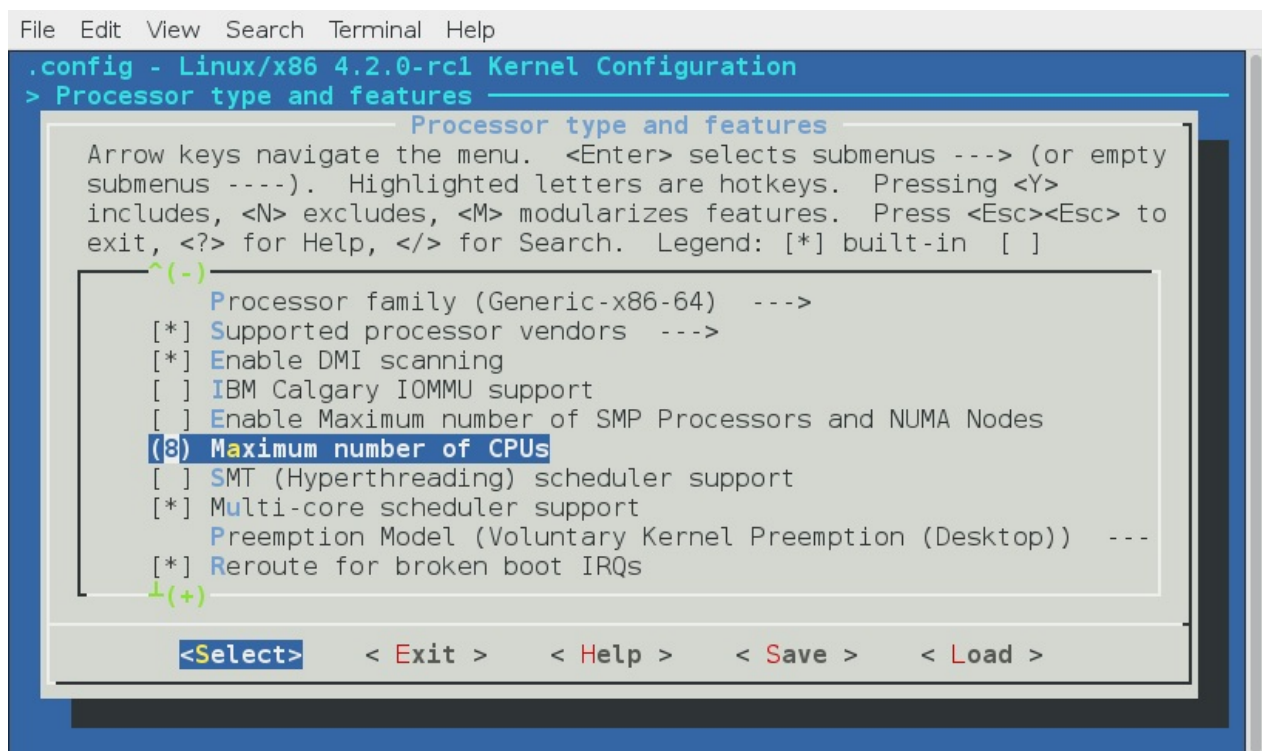 File Edit View Search Terminal Help
.config - Linux/x86 4.2.0-rc1 Kernel Configuration
> Processor type and features
Processor type and features
Arrow keys navigate the menu. <Enter> selects submenus ---> (or empty
submenus ----). Highlighted letters are hotkeys. Pressing <Y>
includes, <N> excludes, <M> modularizes features. Press <Esc><Esc> to
exit, <?> for Help, </> for Search. Legend: [*] built-in [ ]
^(-)
Processor family (Generic-x86-64) --->
[*] Supported processor vendors --->
[*] Enable DMI scanning
[ ] IBM Calgary IOMMU support
[ ] Enable Maximum number of SMP Processors and NUMA Nodes
(8) Maximum number of CPUs
[ ] SMT (Hyperthreading) scheduler support
[*] Multi-core scheduler support
Preemption Model (Voluntary Kernel Preemption (Desktop)) ---
[*] Reroute for broken boot IRQs
┴(+)
<Select> < Exit > < Help > < Save > < Load >